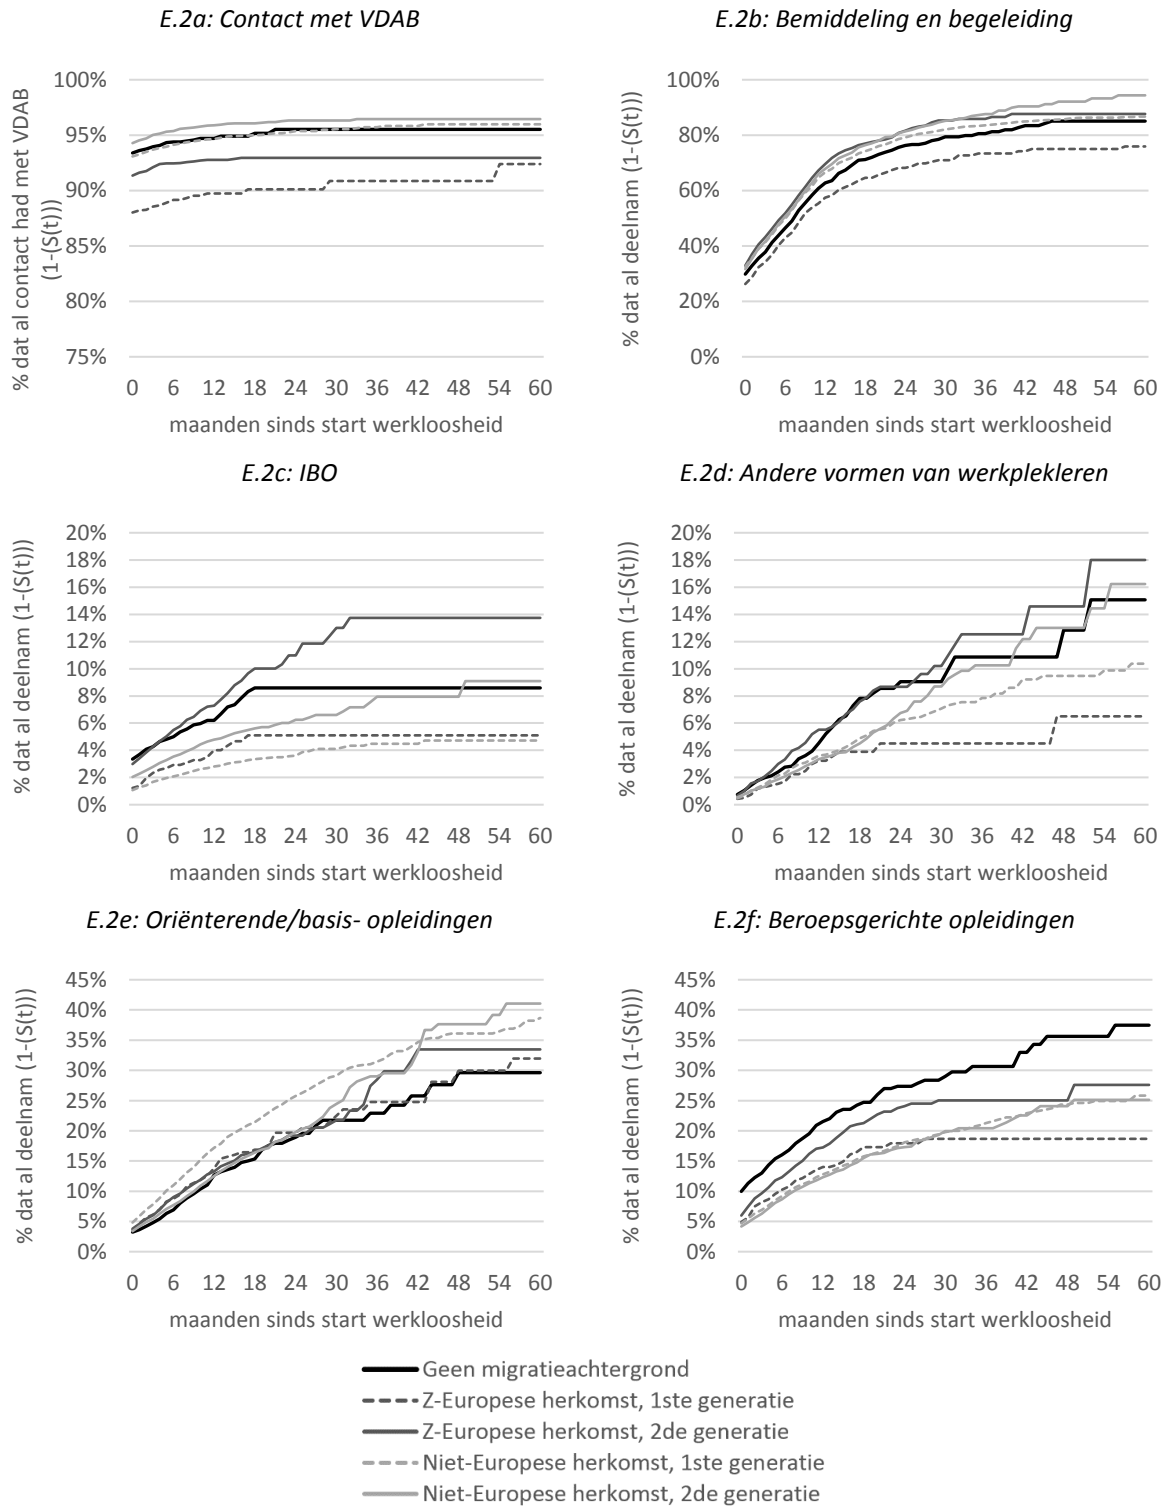 E.2a: Contact met VDAB
% dat al contact had met VDAB
(1-(S(t)))
100%
95%
90%
85%
80%
75%
0 6 12 18 24 30 36 42 48 54 60
maanden sinds start werkloosheid
E.2b: Bemiddeling en begeleiding
% dat al deelnam (1-(S(t)))
100%
80%
60%
40%
20%
0%
0 6 12 18 24 30 36 42 48 54 60
maanden sinds start werkloosheid
E.2c: IBO
% dat al deelnam (1-(S(t)))
20%
18%
16%
14%
12%
10%
8%
6%
4%
2%
0%
0 6 12 18 24 30 36 42 48 54 60
maanden sinds start werkloosheid
E.2d: Andere vormen van werkplekleren
% dat al deelnam (1-(S(t)))
20%
18%
16%
14%
12%
10%
8%
6%
4%
2%
0%
0 6 12 18 24 30 36 42 48 54 60
maanden sinds start werkloosheid
E.2e: Oriënterende/basis- opleidingen
% dat al deelnam (1-(S(t)))
45%
40%
35%
30%
25%
20%
15%
10%
5%
0%
0 6 12 18 24 30 36 42 48 54 60
maanden sinds start werkloosheid
E.2f: Beroepsgerichte opleidingen
% dat al deelnam (1-(S(t)))
45%
40%
35%
30%
25%
20%
15%
10%
5%
0%
0 6 12 18 24 30 36 42 48 54 60
maanden sinds start werkloosheid
Geen migratieachtergrond
Z-Europese herkomst, 1ste generatie
Z-Europese herkomst, 2de generatie
Niet-Europese herkomst, 1ste generatie
Niet-Europese herkomst, 2de generatie